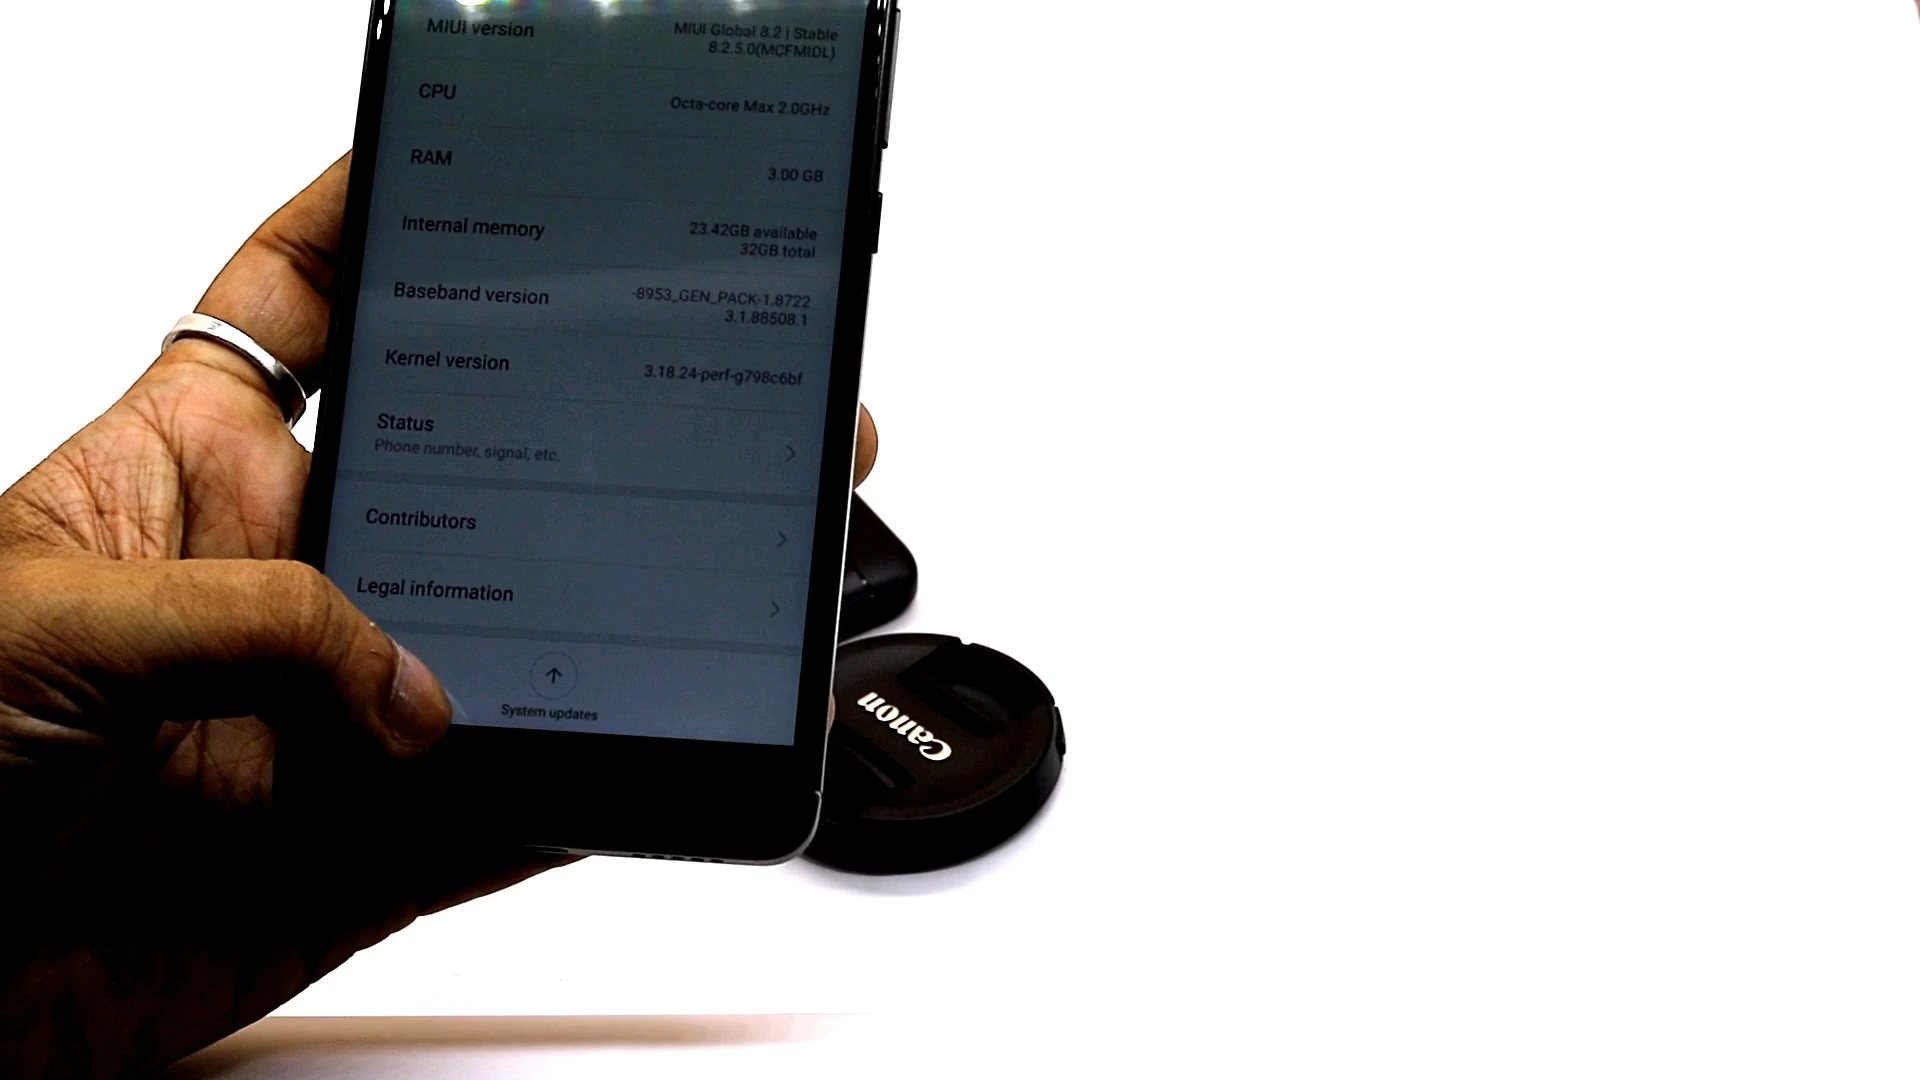 MIUI version
MIUI Global 8.2 | Stable
8.2.5.0(MCFMIDL)
CPU
Octa-core Max 2.0GHz
RAM
3.00 GB
Internal memory
23.42GB available
32GB total
Baseband version
-8953_GEN_PACK-1.8722
3.1.88508.1
Kernel version
3.18.24-perf-g798c6bf
Status
Phone number, signal, etc.
Contributors
Legal information
System updates
Canon